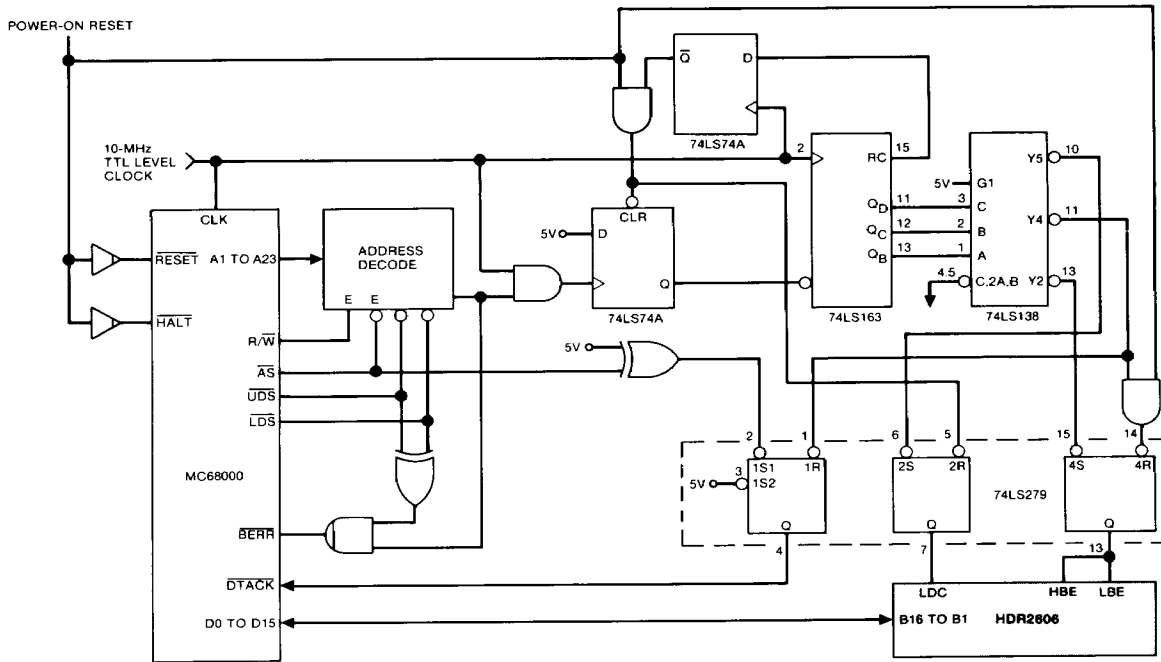 POWER-ON RESET
10-MHz
TTL LEVEL
CLOCK
Q D
74LS74A
2 RC 15
QD 11
QC 12
QB 13
74LS163
5V G1
3 C
2 B
1 A
4.5 C,2A,B
Y5 10
Y4 11
Y2 13
74LS138
CLK
RESET A1 TO A23
HALT
ADDRESS
DECODE
E E
5V D
CLR
Q
74LS74A
R/W
AS
UDS
LDS
5V
MC68000
BERR
DTACK
D0 TO D15
2 1 6 5 15 14
1S1 1R
5V 3 1S2
Q
4
2S 2R
Q
7
74LS279
4S 4R
Q
13
LDC HBE LBE
B16 TO B1 HDR2606